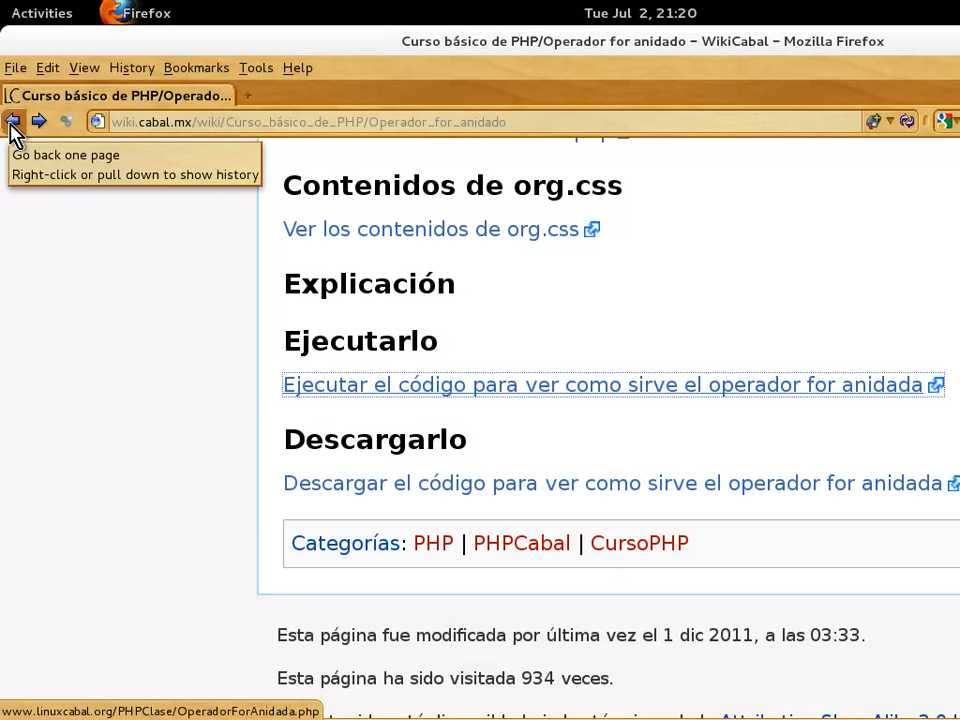 Activities Firefox Tue Jul 2, 21:20
Curso básico de PHP/Operador for anidado – WikiCabal – Mozilla Firefox
File Edit View History Bookmarks Tools Help
LC Curso básico de PHP/Operado... +
wiki.cabal.mx/wiki/Curso_básico_de_PHP/Operador_for_anidado
Go back one page
Right-click or pull down to show history
Contenidos de org.css
Ver los contenidos de org.css
Explicación
Ejecutarlo
Ejecutar el código para ver como sirve el operador for anidada
Descargarlo
Descargar el código para ver como sirve el operador for anidada
Categorías: PHP | PHPCabal | CursoPHP
Esta página fue modificada por última vez el 1 dic 2011, a las 03:33.
Esta página ha sido visitada 934 veces.
www.linuxcabal.org/PHPClase/OperadorForAnidada.php